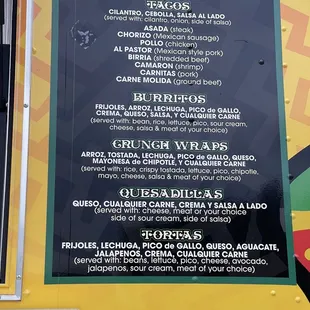 TACOS
CILANTRO, CEBOLLA, SALSA AL LADO
(served with: cilantro, onion, side of salsa)
ASADA (steak)
CHORIZO (Mexican sausage)
POLLO (chicken)
AL PASTOR (Mexican style pork)
BIRRIA (shredded beef)
CAMARON (shrimp)
CARNITAS (pork)
CARNE MOLIDA (ground beef)
BURRITOS
FRIJOLES, ARROZ, LECHUGA, PICO de GALLO,
CREMA, QUESO, SALSA, Y CUALQUIER CARNE
(served with: bean, rice, lettuce, pico, sour cream,
cheese, salsa & meat of your choice)
CRUNCH WRAPS
ARROZ, TOSTADA, LECHUGA, PICO de GALLO, QUESO,
MAYONESA de CHIPOTLE, Y CUALQUIER CARNE
(served with: rice, crispy tostada, lettuce, pico, chipotle,
mayo, cheese, salsa & meat of your choice)
QUESADILLAS
QUESO, CUALQUIER CARNE, CREMA Y SALSA A LADO
(served with: cheese, meat or your choice
side of sour cream, side of salsa)
TORTAS
FRIJOLES, LECHUGA, PICO de GALLO, QUESO, AGUACATE,
JALAPENOS, CREMA, CUALQUIER CARNE
(served with: beans, lettuce, pico, cheese, avocado,
jalapenos, sour cream, meat of your choice)